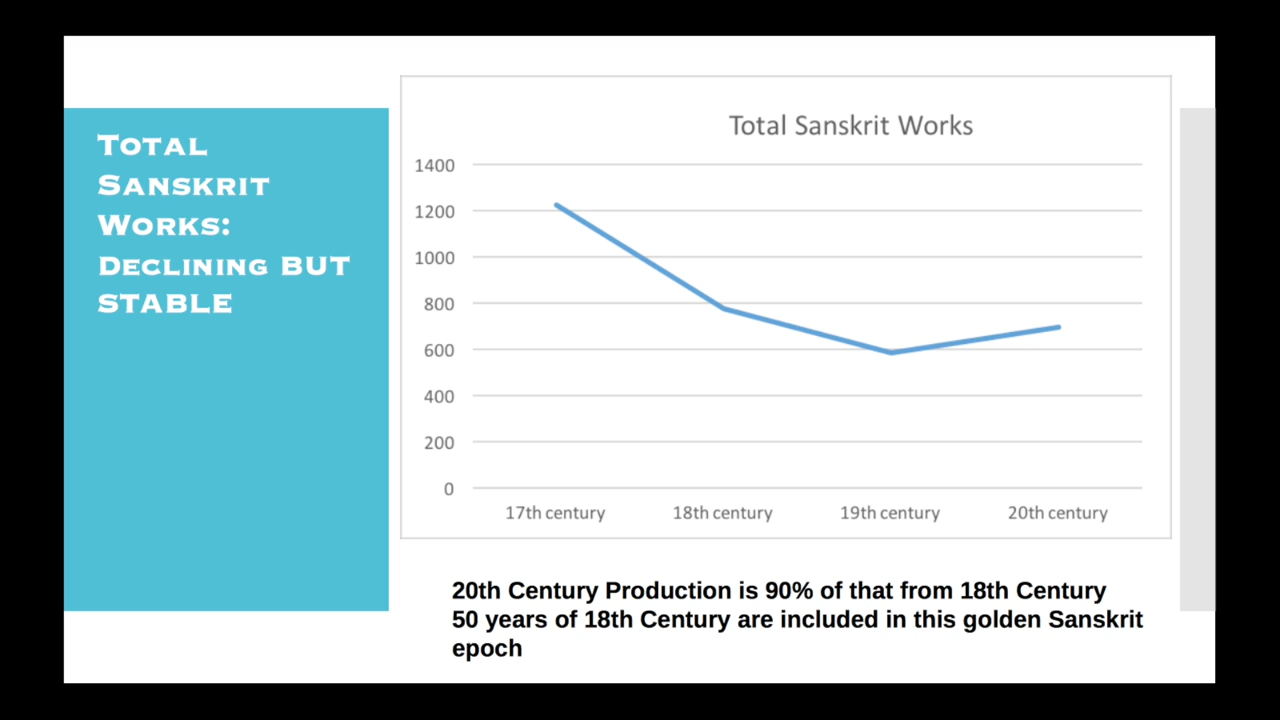 TOTAL
SANSKRIT
WORKS:
DECLINING BUT
STABLE
Total Sanskrit Works
1400
1200
1000
800
600
400
200
0
17th century 18th century 19th century 20th century
20th Century Production is 90% of that from 18th Century
50 years of 18th Century are included in this golden Sanskrit
epoch